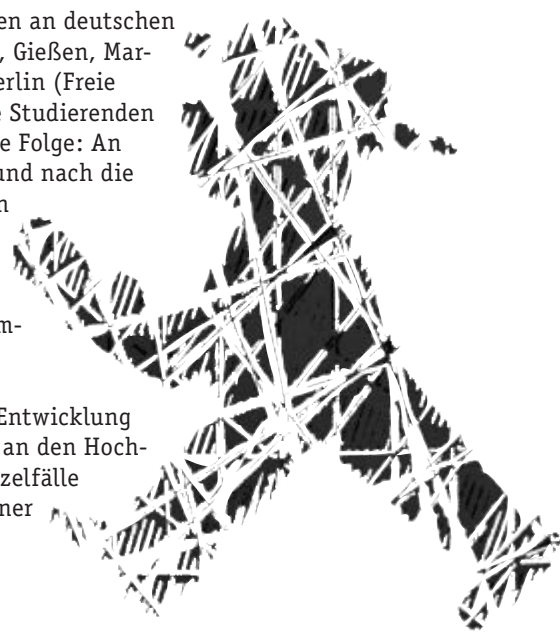 en an deutschen
, Gießen, Mar-
erlin (Freie
e Studierenden
e Folge: An
und nach die
n
m-
Entwicklung
an den Hoch-
zelfälle
ner